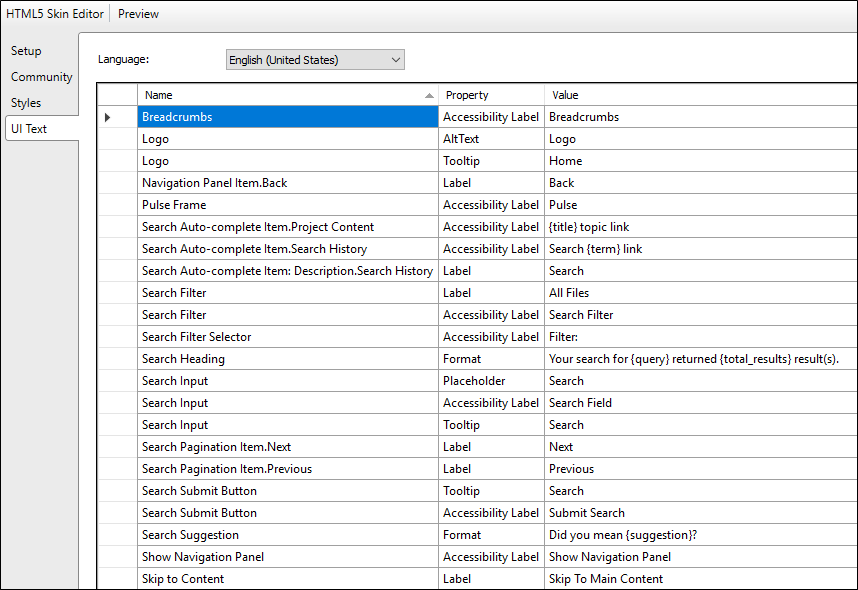 HTML5 Skin Editor Preview
Setup
Community
Styles
UI Text
Language: English (United States)
Name Property Value
Breadcrumbs Accessibility Label Breadcrumbs
Logo AltText Logo
Logo Tooltip Home
Navigation Panel Item.Back Label Back
Pulse Frame Accessibility Label Pulse
Search Auto-complete Item.Project Content Accessibility Label {title} topic link
Search Auto-complete Item.Search History Accessibility Label Search {term} link
Search Auto-complete Item: Description.Search History Label Search
Search Filter Label All Files
Search Filter Accessibility Label Search Filter
Search Filter Selector Accessibility Label Filter:
Search Heading Format Your search for {query} returned {total_results} result(s).
Search Input Placeholder Search
Search Input Accessibility Label Search Field
Search Input Tooltip Search
Search Pagination Item.Next Label Next
Search Pagination Item.Previous Label Previous
Search Submit Button Tooltip Search
Search Submit Button Accessibility Label Submit Search
Search Suggestion Format Did you mean {suggestion}?
Show Navigation Panel Accessibility Label Show Navigation Panel
Skip to Content Label Skip To Main Content